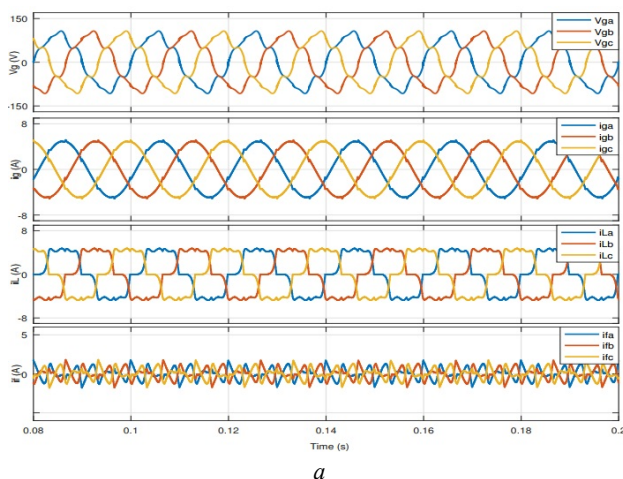 150
0
-150
Vg (V)
Vga
Vgb
Vgc
8
0
-8
ig (A)
iga
igb
igc
8
0
-8
iL (A)
iLa
iLb
iLc
5
0
if (A)
ifa
ifb
ifc
0.08 0.1 0.12 0.14 0.16 0.18 0.2
Time (s)
a